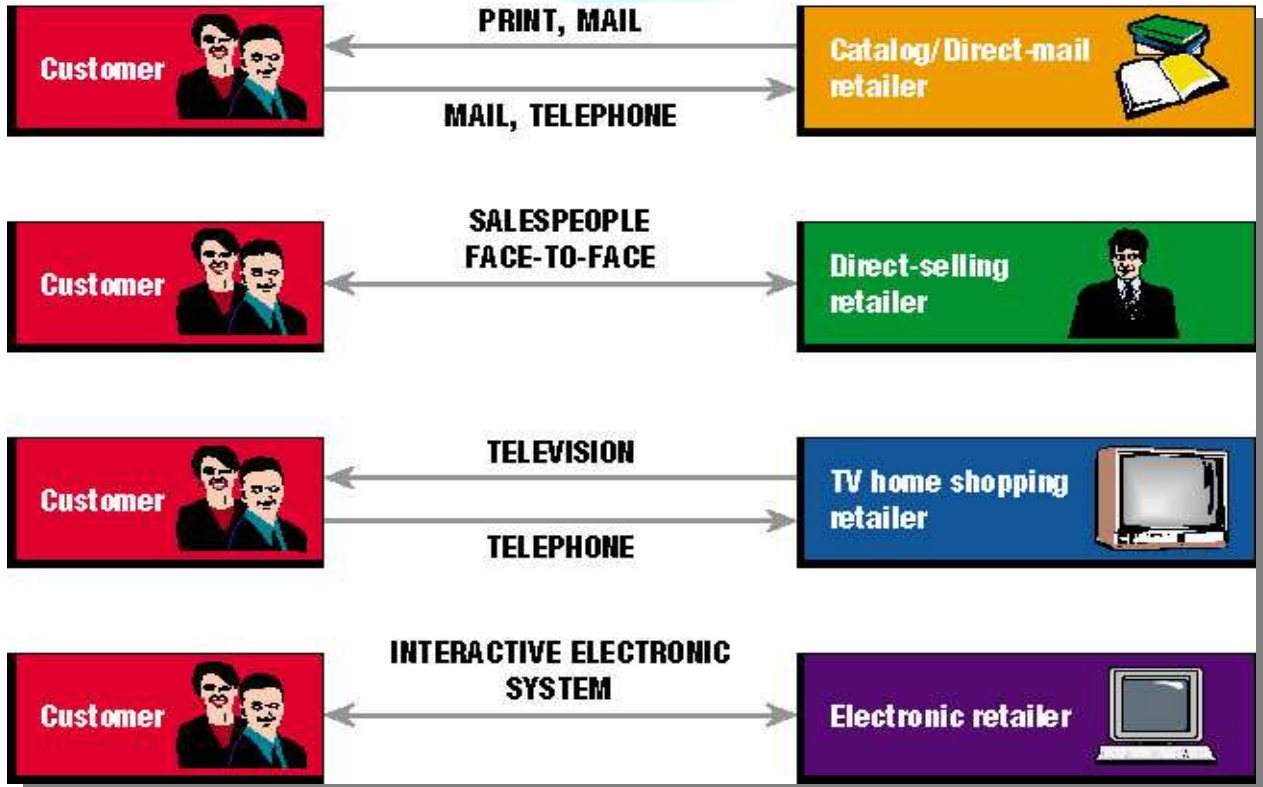 PRINT, MAIL
Customer
Catalog/Direct-mail
retailer
MAIL, TELEPHONE
SALESPEOPLE
FACE-TO-FACE
Customer
Direct-selling
retailer
TELEVISION
Customer
TV home shopping
retailer
TELEPHONE
INTERACTIVE ELECTRONIC
SYSTEM
Customer
Electronic retailer